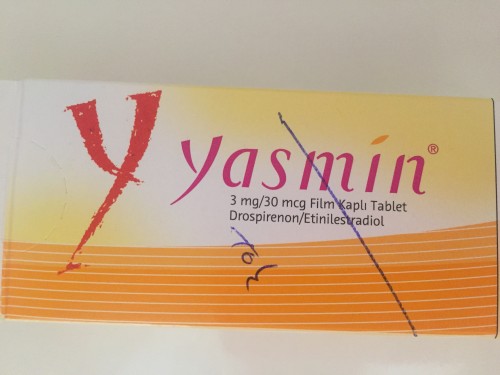 Yasmin®
3 mg/30 mcg Film Kaplı Tablet
Drospirenon/Etinilestradiol